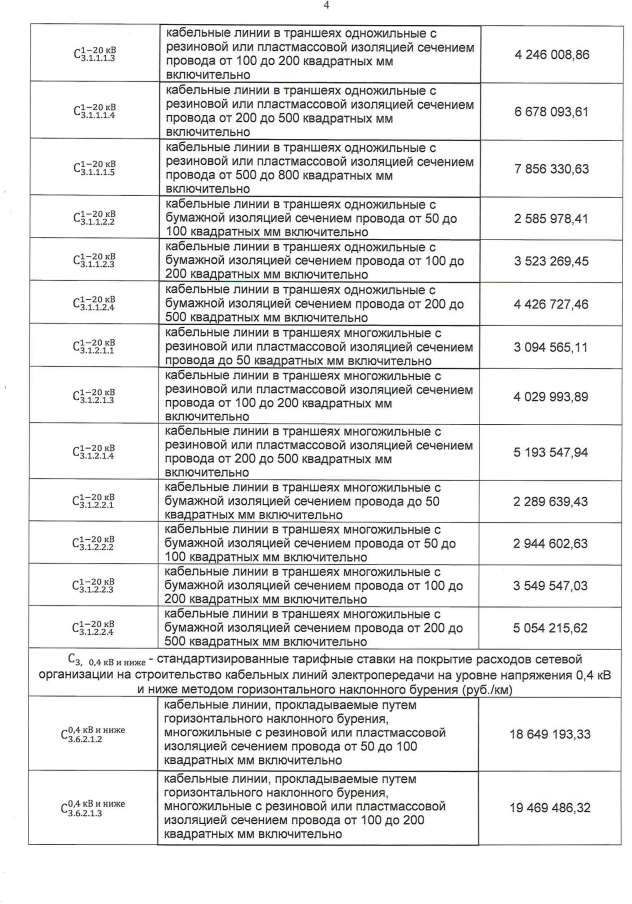 4
кабельные линии в траншеях одножильные с
резиновой или пластмассовой изоляцией сечением
провода от 100 до 200 квадратных мм
включительно
С 1−20 кВ 3.1.1.1.3
4 246 008,86
кабельные линии в траншеях одножильные с
резиновой или пластмассовой изоляцией сечением
провода от 200 до 500 квадратных мм
включительно
С 1−20 кВ 3.1.1.1.4
6 678 093,61
кабельные линии в траншеях одножильные с
резиновой или пластмассовой изоляцией сечением
провода от 500 до 800 квадратных мм
включительно
С 1−20 кВ 3.1.1.1.5
7 856 330,63
кабельные линии в траншеях одножильные с
бумажной изоляцией сечением провода от 50 до
100 квадратных мм включительно
С 1−20 кВ 3.1.1.2.2
2 585 978,41
кабельные линии в траншеях одножильные с
бумажной изоляцией сечением провода от 100 до
200 квадратных мм включительно
С 1−20 кВ 3.1.1.2.3
3 523 269,45
кабельные линии в траншеях одножильные с
бумажной изоляцией сечением провода от 200 до
500 квадратных мм включительно
С 1−20 кВ 3.1.1.2.4
4 426 727,46
кабельные линии в траншеях многожильные с
резиновой или пластмассовой изоляцией сечением
провода до 50 квадратных мм включительно
С 1−20 кВ 3.1.2.1.1
3 094 565,11
кабельные линии в траншеях многожильные с
резиновой или пластмассовой изоляцией сечением
провода от 100 до 200 квадратных мм
включительно
С 1−20 кВ 3.1.2.1.3
4 029 993,89
кабельные линии в траншеях многожильные с
резиновой или пластмассовой изоляцией сечением
провода от 200 до 500 квадратных мм
включительно
С 1−20 кВ 3.1.2.1.4
5 193 547,94
кабельные линии в траншеях многожильные с
бумажной изоляцией сечением провода до 50
квадратных мм включительно
С 1−20 кВ 3.1.2.2.1
2 289 639,43
кабельные линии в траншеях многожильные с
бумажной изоляцией сечением провода от 50 до
100 квадратных мм включительно
С 1−20 кВ 3.1.2.2.2
2 944 602,63
кабельные линии в траншеях многожильные с
бумажной изоляцией сечением провода от 100 до
200 квадратных мм включительно
С 1−20 кВ 3.1.2.2.3
3 549 547,03
кабельные линии в траншеях многожильные с
бумажной изоляцией сечением провода от 200 до
500 квадратных мм включительно
С 1−20 кВ 3.1.2.2.4
5 054 215,62
С3, 0,4 кВ и ниже - стандартизированные тарифные ставки на покрытие расходов сетевой
организации на строительство кабельных линий электропередачи на уровне напряжения 0,4 кВ
и ниже методом горизонтального наклонного бурения (руб./км)
кабельные линии, прокладываемые путем
горизонтального наклонного бурения,
многожильные с резиновой или пластмассовой
изоляцией сечением провода от 50 до 100
квадратных мм включительно
С 0,4 кВ и ниже 3.6.2.1.2
18 649 193,33
кабельные линии, прокладываемые путем
горизонтального наклонного бурения,
многожильные с резиновой или пластмассовой
изоляцией сечением провода от 100 до 200
квадратных мм включительно
С 0,4 кВ и ниже 3.6.2.1.3
19 469 486,32